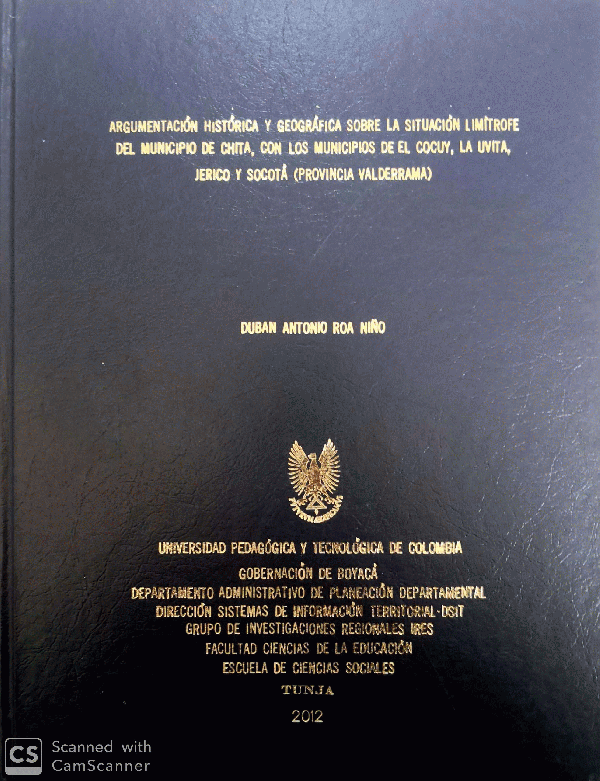 ARGUMENTACIÓN HISTÓRICA Y GEOGRÁFICA SOBRE LA SITUACIÓN LIMÍTROFE
DEL MUNICIPIO DE CHITA, CON LOS MUNICIPIOS DE EL COCUY, LA UVITA,
JERICO Y SOCOTÁ (PROVINCIA VALDERRAMA)
DUBAN ANTONIO ROA NIÑO
UNIVERSIDAD PEDAGÓGICA Y TECNOLÓGICA DE COLOMBIA
GOBERNACIÓN DE BOYACÁ
DEPARTAMENTO ADMINISTRATIVO DE PLANEACIÓN DEPARTAMENTAL
DIRECCIÓN SISTEMAS DE INFORMACIÓN TERRITORIAL-DSIT
GRUPO DE INVESTIGACIONES REGIONALES IRES
FACULTAD CIENCIAS DE LA EDUCACIÓN
ESCUELA DE CIENCIAS SOCIALES
TUNJA
2012
CS Scanned with
CamScanner